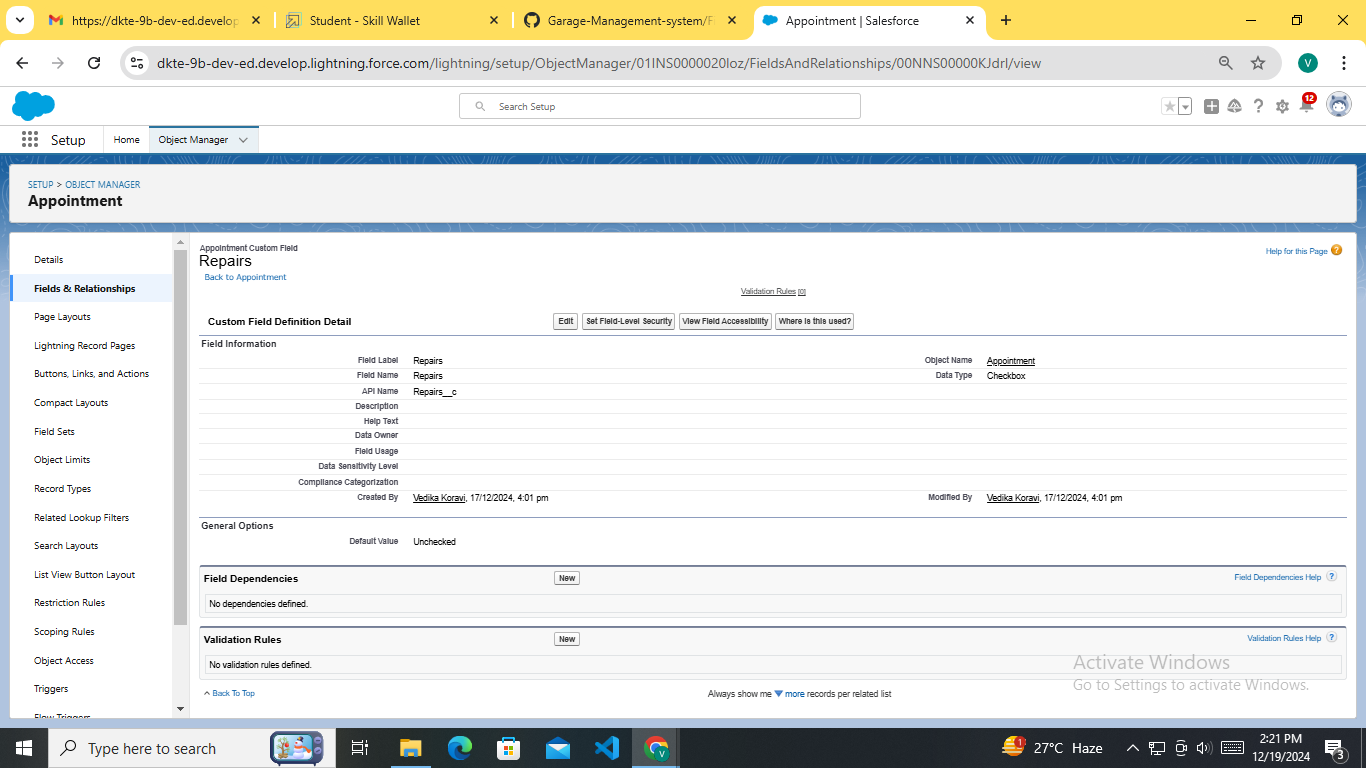 https://dkte-9b-dev-ed.develop
Student - Skill Wallet
Garage-Management-system/F
Appointment | Salesforce
dkte-9b-dev-ed.develop.lightning.force.com/lightning/setup/ObjectManager/01INS0000020Ioz/FieldsAndRelationships/00NNS00000KJdrI/view
V
Search Setup
12
Setup
Home
Object Manager
SETUP > OBJECT MANAGER
Appointment
Details
Fields & Relationships
Page Layouts
Lightning Record Pages
Buttons, Links, and Actions
Compact Layouts
Field Sets
Object Limits
Record Types
Related Lookup Filters
Search Layouts
List View Button Layout
Restriction Rules
Scoping Rules
Object Access
Triggers
Flow Triggers
Appointment Custom Field
Repairs
Back to Appointment
Help for this Page
Validation Rules [0]
Custom Field Definition Detail
Edit
Set Field-Level Security
View Field Accessibility
Where is this used?
Field Information
Field Label Repairs Object Name Appointment
Field Name Repairs Data Type Checkbox
API Name Repairs__c
Description
Help Text
Data Owner
Field Usage
Data Sensitivity Level
Compliance Categorization
Created By Vedika Koravi, 17/12/2024, 4:01 pm Modified By Vedika Koravi, 17/12/2024, 4:01 pm
General Options
Default Value Unchecked
Field Dependencies New Field Dependencies Help ?
No dependencies defined.
Validation Rules New Validation Rules Help ?
No validation rules defined.
Back To Top
Always show me more records per related list
Activate Windows
Go to Settings to activate Windows.
Type here to search
1
V
27°C Haze
2:21 PM
12/19/2024
3